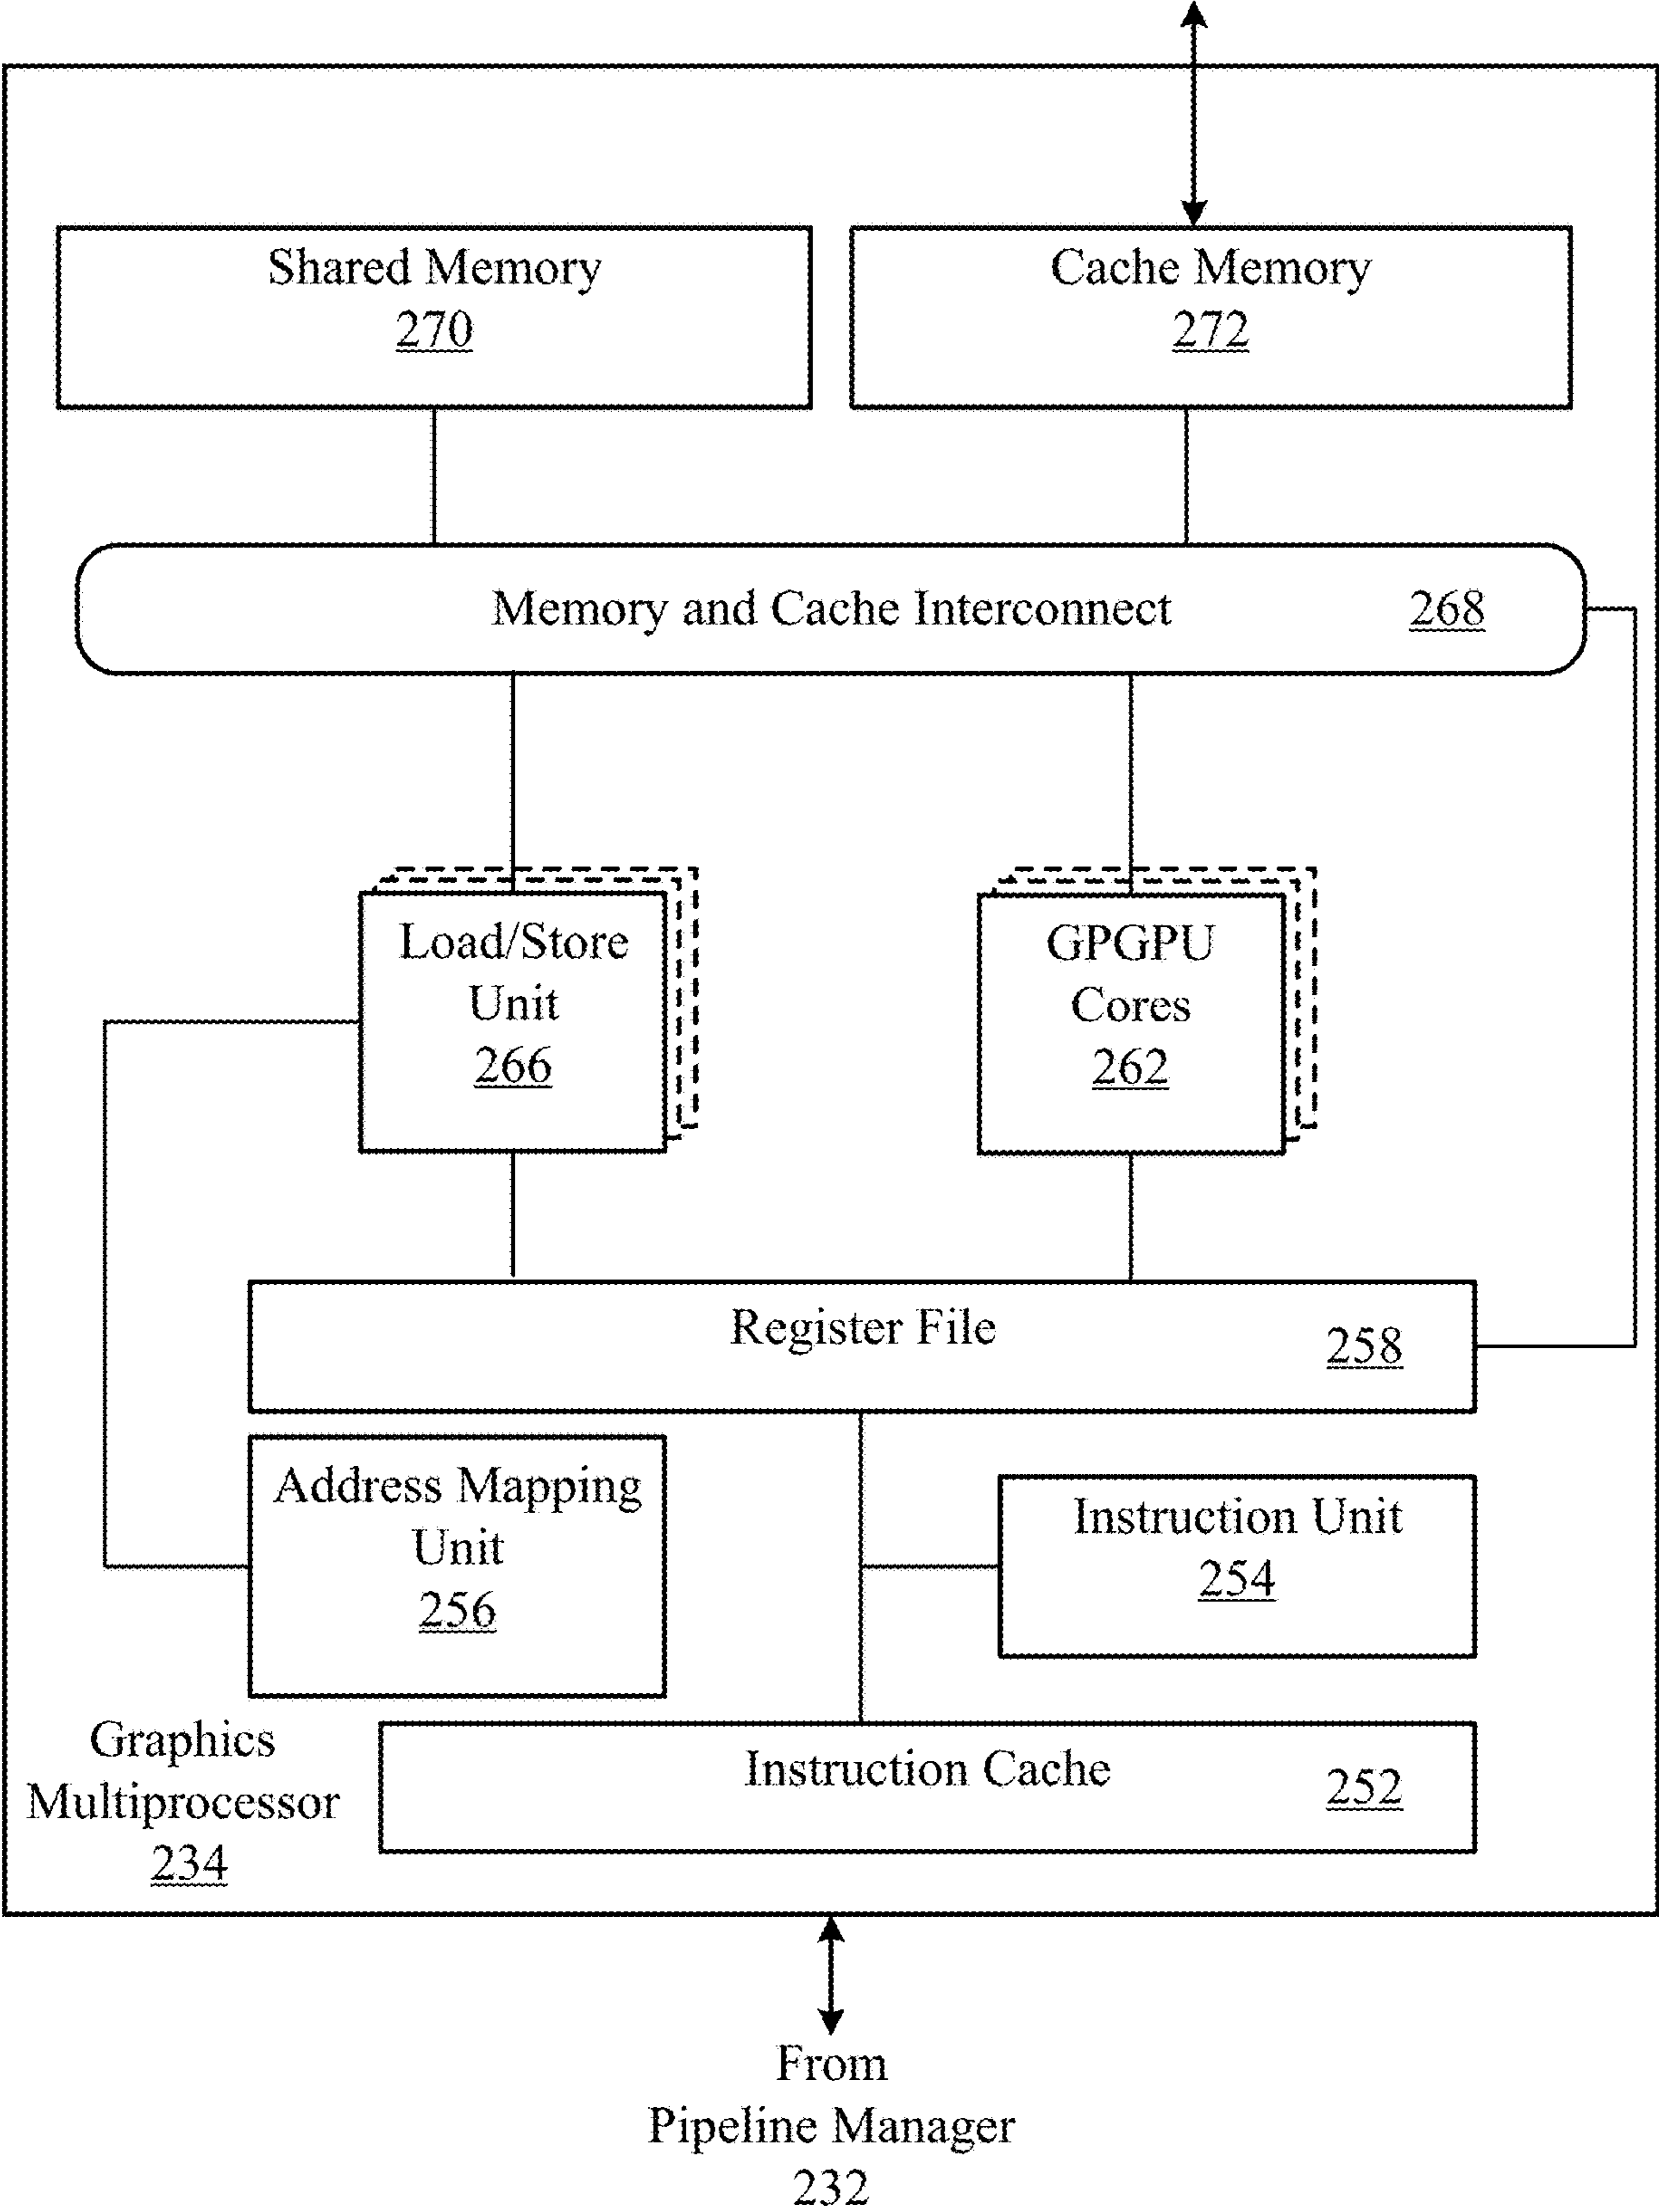 Shared Memory
270
Cache Memory
272
Memory and Cache Interconnect 268
Load/Store
Unit
266
GPGPU
Cores
262
Register File 258
Address Mapping
Unit
256
Instruction Unit
254
Graphics
Multiprocessor
234
Instruction Cache 252
From
Pipeline Manager
232